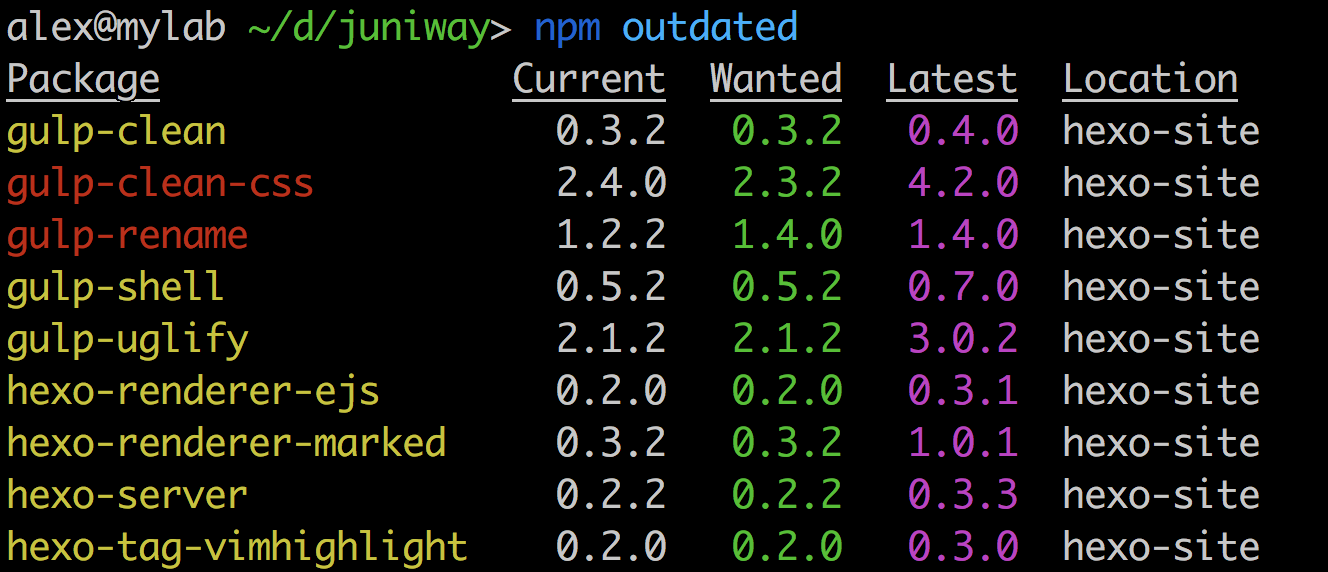 alex@mylab ~/d/juniway> npm outdated
Package Current Wanted Latest Location
gulp-clean 0.3.2 0.3.2 0.4.0 hexo-site
gulp-clean-css 2.4.0 2.3.2 4.2.0 hexo-site
gulp-rename 1.2.2 1.4.0 1.4.0 hexo-site
gulp-shell 0.5.2 0.5.2 0.7.0 hexo-site
gulp-uglify 2.1.2 2.1.2 3.0.2 hexo-site
hexo-renderer-ejs 0.2.0 0.2.0 0.3.1 hexo-site
hexo-renderer-marked 0.3.2 0.3.2 1.0.1 hexo-site
hexo-server 0.2.2 0.2.2 0.3.3 hexo-site
hexo-tag-vimhighlight 0.2.0 0.2.0 0.3.0 hexo-site